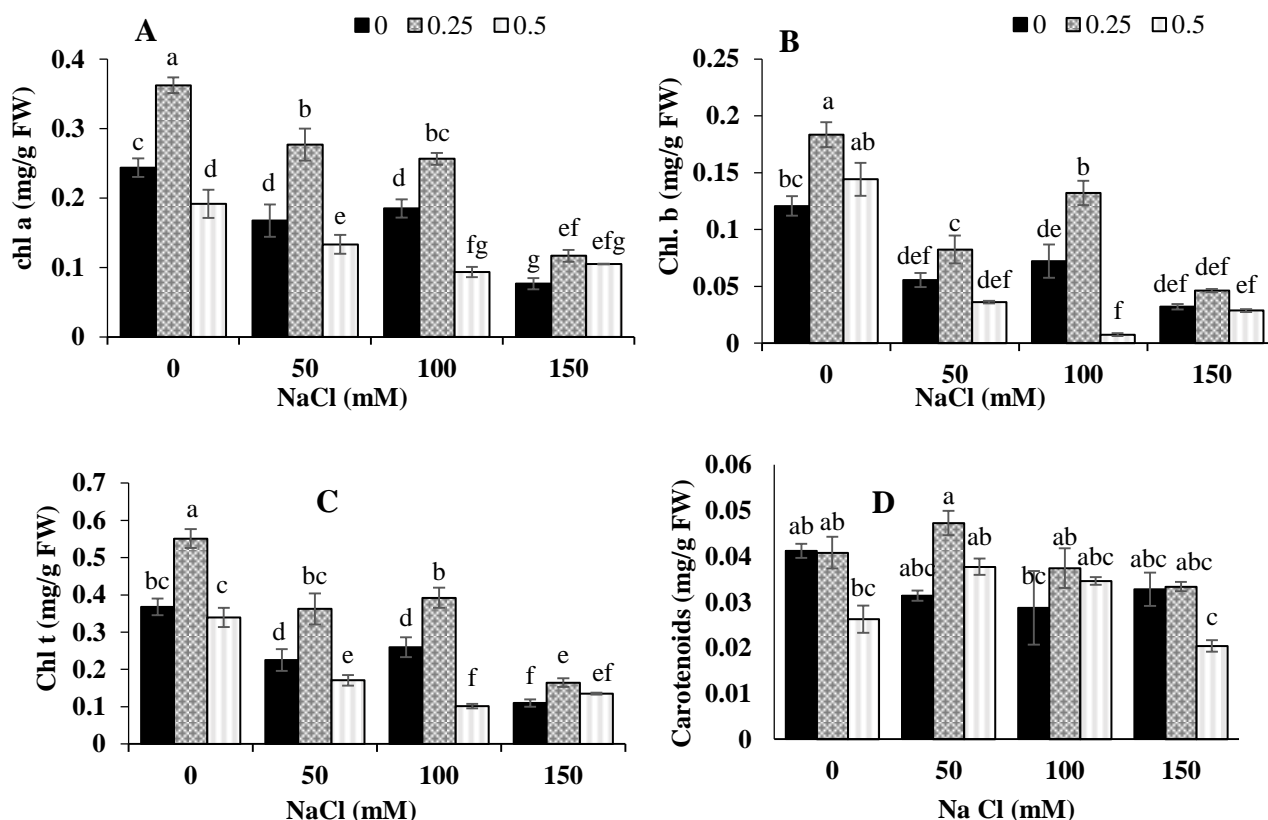 A
0 0.25 0.5
chl a (mg/g FW)
0.4
0.3
0.2
0.1
0
c a d
d b e
d bc fg
g ef efg
0 50 100 150
NaCl (mM)
B
0 0.25 0.5
Chl. b (mg/g FW)
0.25
0.2
0.15
0.1
0.05
0
bc a ab
def c def
de b f
def def ef
0 50 100 150
NaCl (mM)
C
Chl t (mg/g FW)
0.7
0.6
0.5
0.4
0.3
0.2
0.1
0
bc a c
d bc e
d b f
f e ef
0 50 100 150
NaCl (mM)
D
Carotenoids (mg/g FW)
0.06
0.05
0.04
0.03
0.02
0.01
0
ab ab bc
abc a ab
bc ab abc
abc abc c
0 50 100 150
Na Cl (mM)